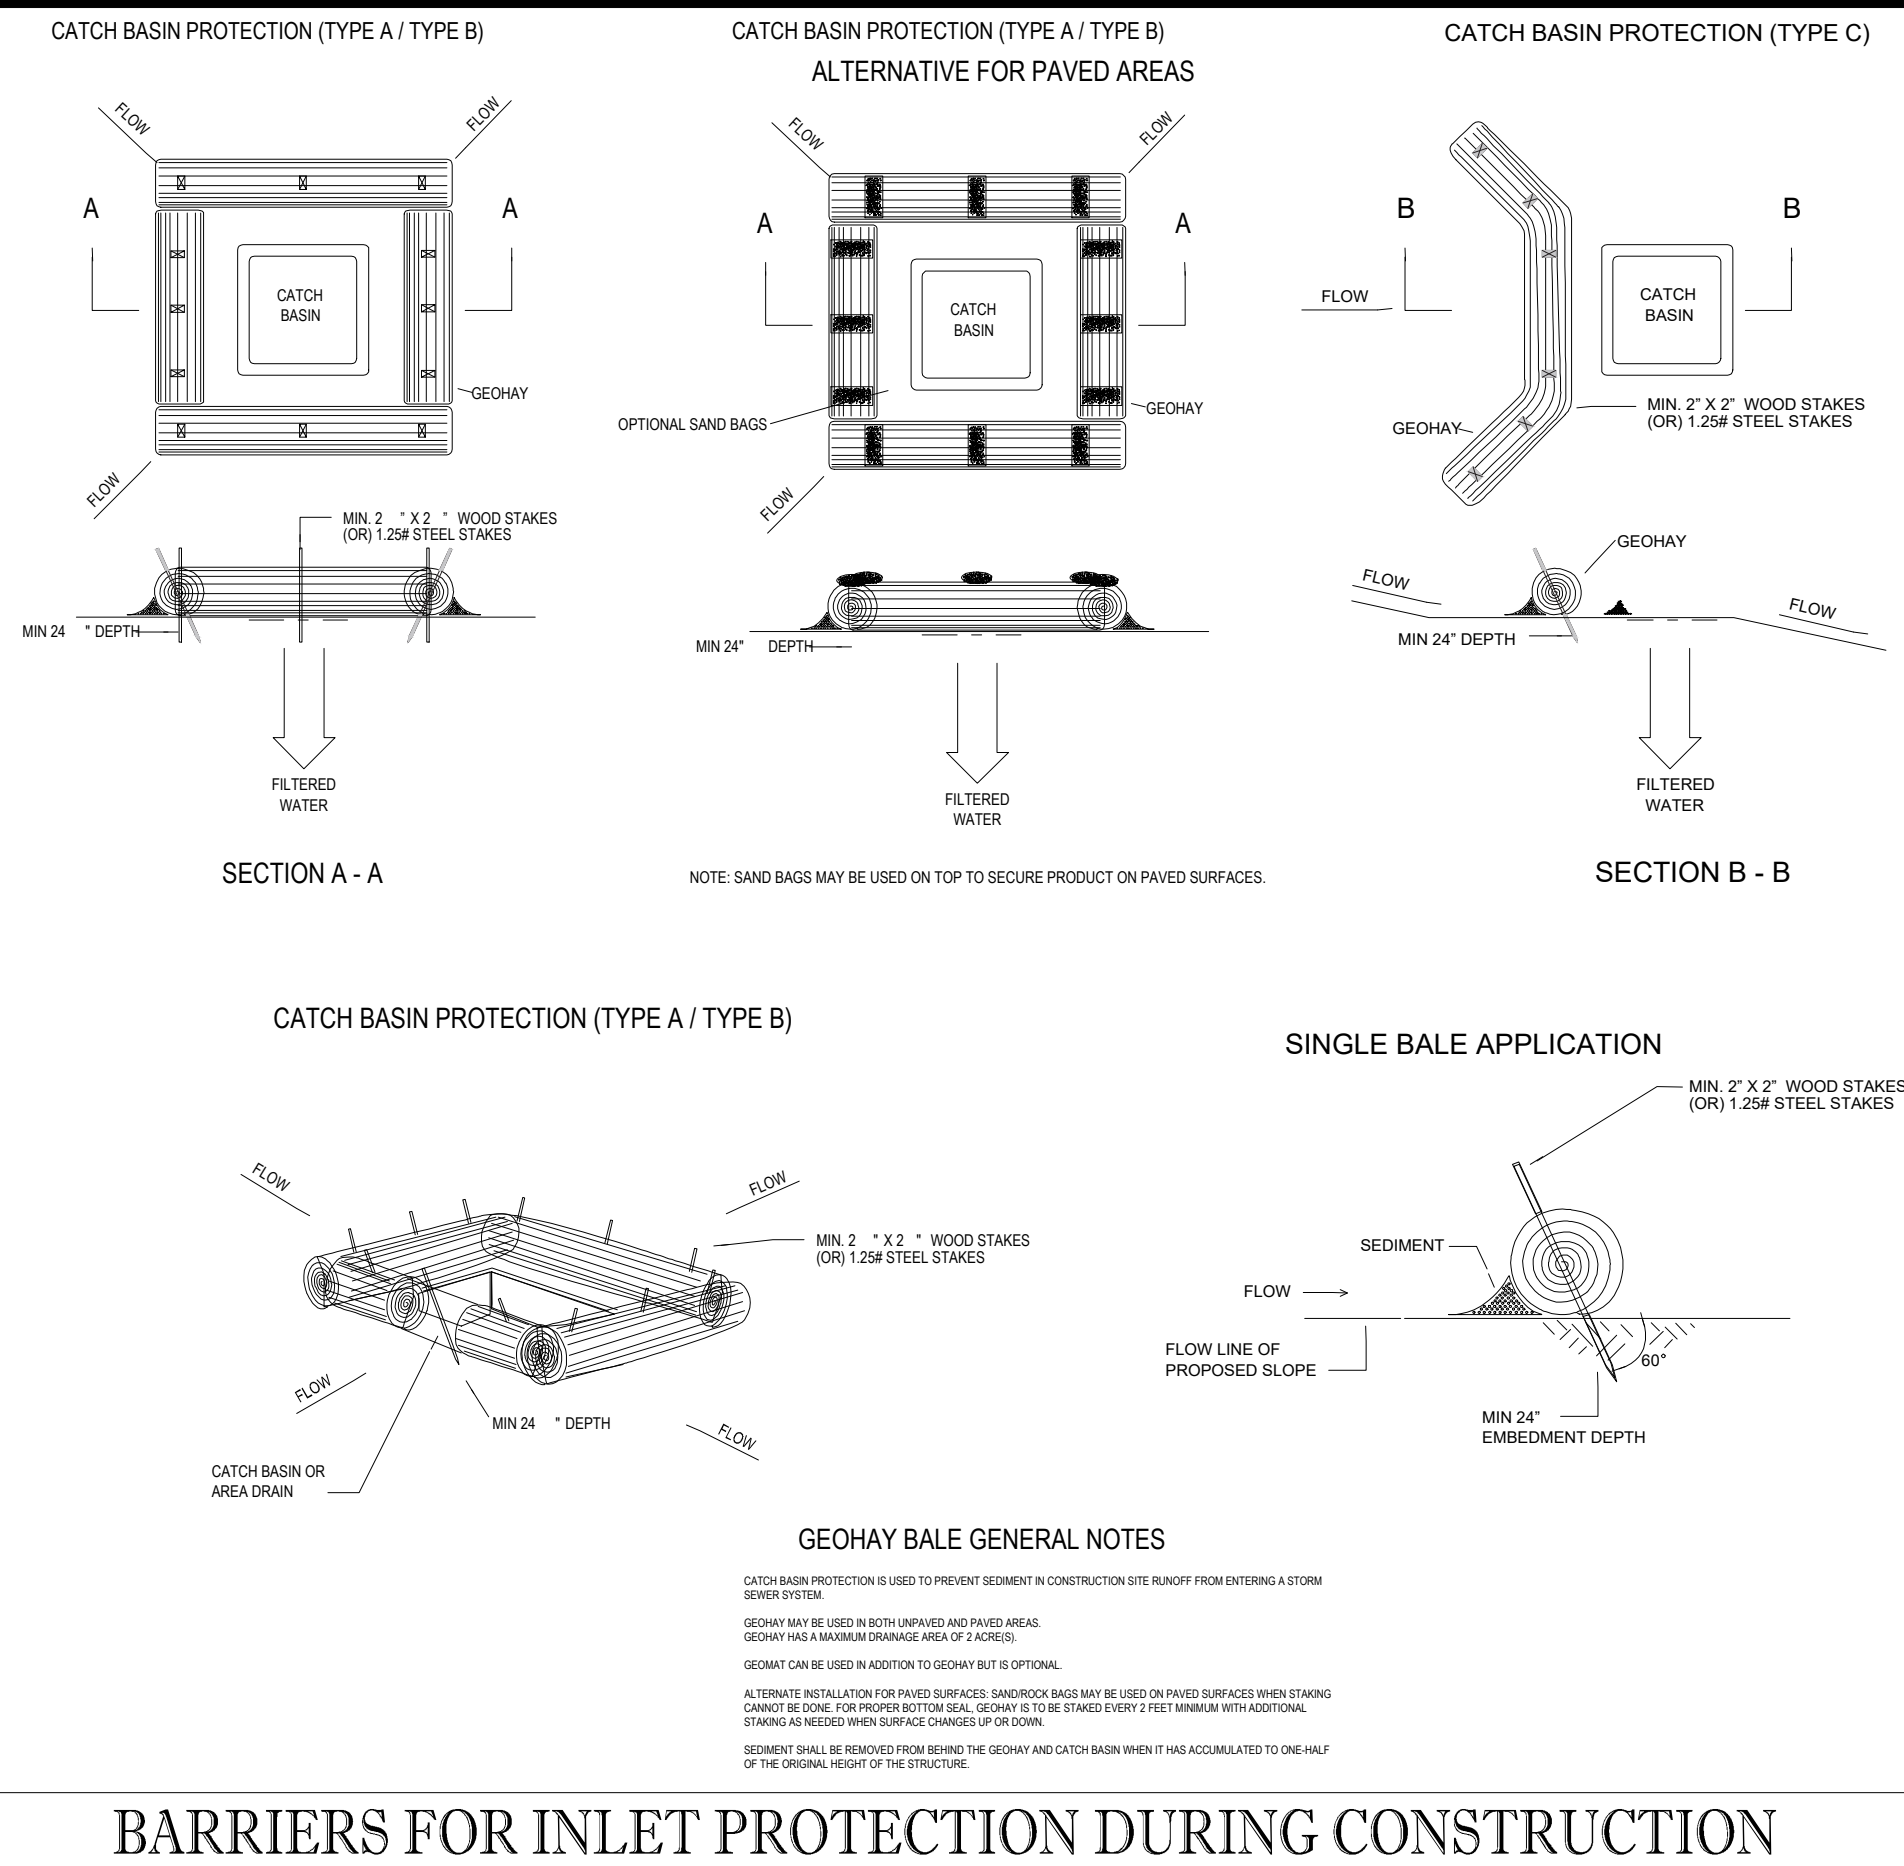 CATCH BASIN PROTECTION (TYPE A / TYPE B)
FLOW
FLOW
A
A
CATCH
BASIN
GEOHAY
FLOW
MIN. 2 ” X 2 ” WOOD STAKES
(OR) 1.25# STEEL STAKES
MIN 24 " DEPTH
FILTERED
WATER
SECTION A - A
CATCH BASIN PROTECTION (TYPE A / TYPE B)
ALTERNATIVE FOR PAVED AREAS
FLOW
FLOW
A
A
CATCH
BASIN
OPTIONAL SAND BAGS
GEOHAY
FLOW
MIN 24" DEPTH
FILTERED
WATER
NOTE: SAND BAGS MAY BE USED ON TOP TO SECURE PRODUCT ON PAVED SURFACES.
CATCH BASIN PROTECTION (TYPE C)
B
B
FLOW
CATCH
BASIN
MIN. 2” X 2” WOOD STAKES
(OR) 1.25# STEEL STAKES
GEOHAY
GEOHAY
FLOW
FLOW
MIN 24” DEPTH
FILTERED
WATER
SECTION B - B
CATCH BASIN PROTECTION (TYPE A / TYPE B)
FLOW
FLOW
MIN. 2 " X 2 " WOOD STAKES
(OR) 1.25# STEEL STAKES
FLOW
MIN 24 " DEPTH
FLOW
CATCH BASIN OR
AREA DRAIN
SINGLE BALE APPLICATION
MIN. 2” X 2” WOOD STAKES
(OR) 1.25# STEEL STAKES
SEDIMENT
FLOW
FLOW LINE OF
PROPOSED SLOPE
60°
MIN 24”
EMBEDMENT DEPTH
GEOHAY BALE GENERAL NOTES
CATCH BASIN PROTECTION IS USED TO PREVENT SEDIMENT IN CONSTRUCTION SITE RUNOFF FROM ENTERING A STORM
SEWER SYSTEM.
GEOHAY MAY BE USED IN BOTH UNPAVED AND PAVED AREAS.
GEOHAY HAS A MAXIMUM DRAINAGE AREA OF 2 ACRE(S).
GEOMAT CAN BE USED IN ADDITION TO GEOHAY BUT IS OPTIONAL.
ALTERNATE INSTALLATION FOR PAVED SURFACES: SAND/ROCK BAGS MAY BE USED ON PAVED SURFACES WHEN STAKING
CANNOT BE DONE. FOR PROPER BOTTOM SEAL, GEOHAY IS TO BE STAKED EVERY 2 FEET MINIMUM WITH ADDITIONAL
STAKING AS NEEDED WHEN SURFACE CHANGES UP OR DOWN.
SEDIMENT SHALL BE REMOVED FROM BEHIND THE GEOHAY AND CATCH BASIN WHEN IT HAS ACCUMULATED TO ONE-HALF
OF THE ORIGINAL HEIGHT OF THE STRUCTURE.
BARRIERS FOR INLET PROTECTION DURING CONSTRUCTION